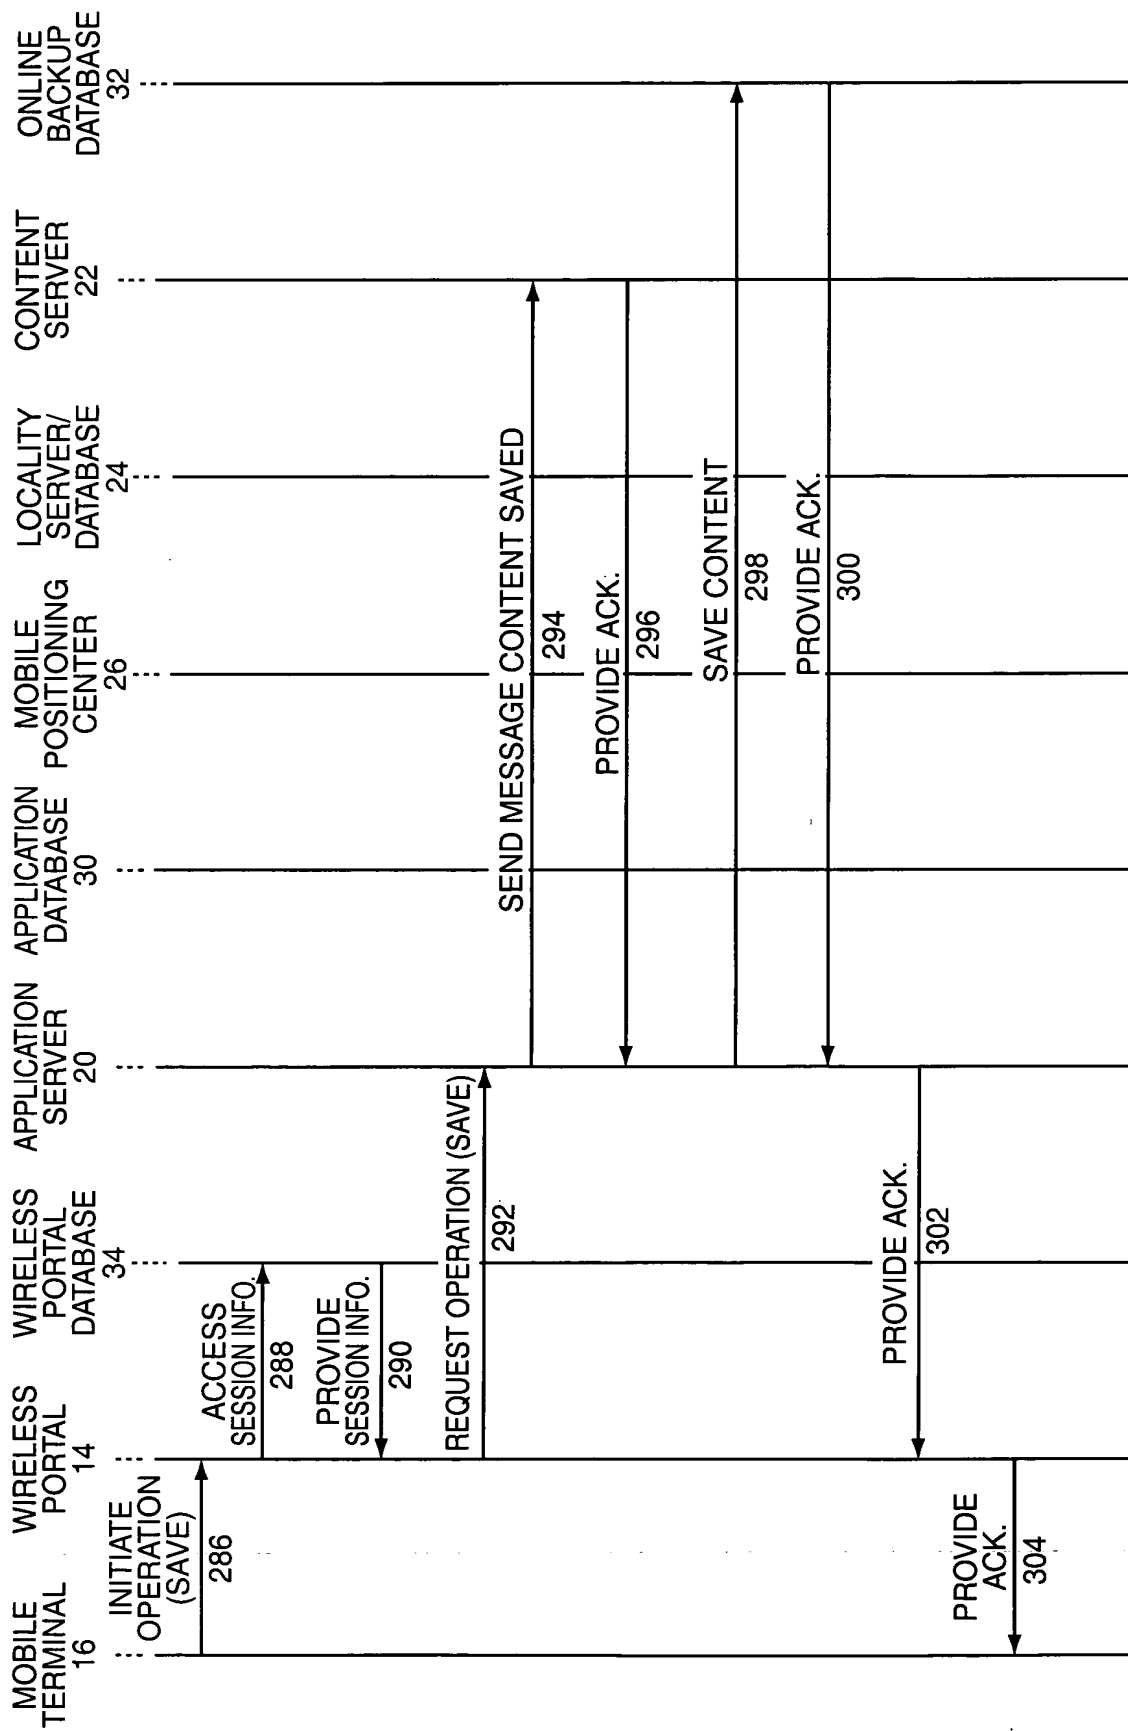 MOBILE
TERMINAL
16
WIRELESS
PORTAL
14
WIRELESS
PORTAL
DATABASE
34
APPLICATION
SERVER
20
APPLICATION
DATABASE
30
MOBILE
POSITIONING
CENTER
26
LOCALITY
SERVER/
DATABASE
24
CONTENT
SERVER
22
ONLINE
BACKUP
DATABASE
32
INITIATE
OPERATION
(SAVE)
286
ACCESS
SESSION INFO.
288
PROVIDE
SESSION INFO.
290
REQUEST OPERATION (SAVE)
292
SEND MESSAGE CONTENT SAVED
294
PROVIDE ACK.
296
SAVE CONTENT
298
PROVIDE ACK.
300
PROVIDE ACK.
302
PROVIDE
ACK.
304